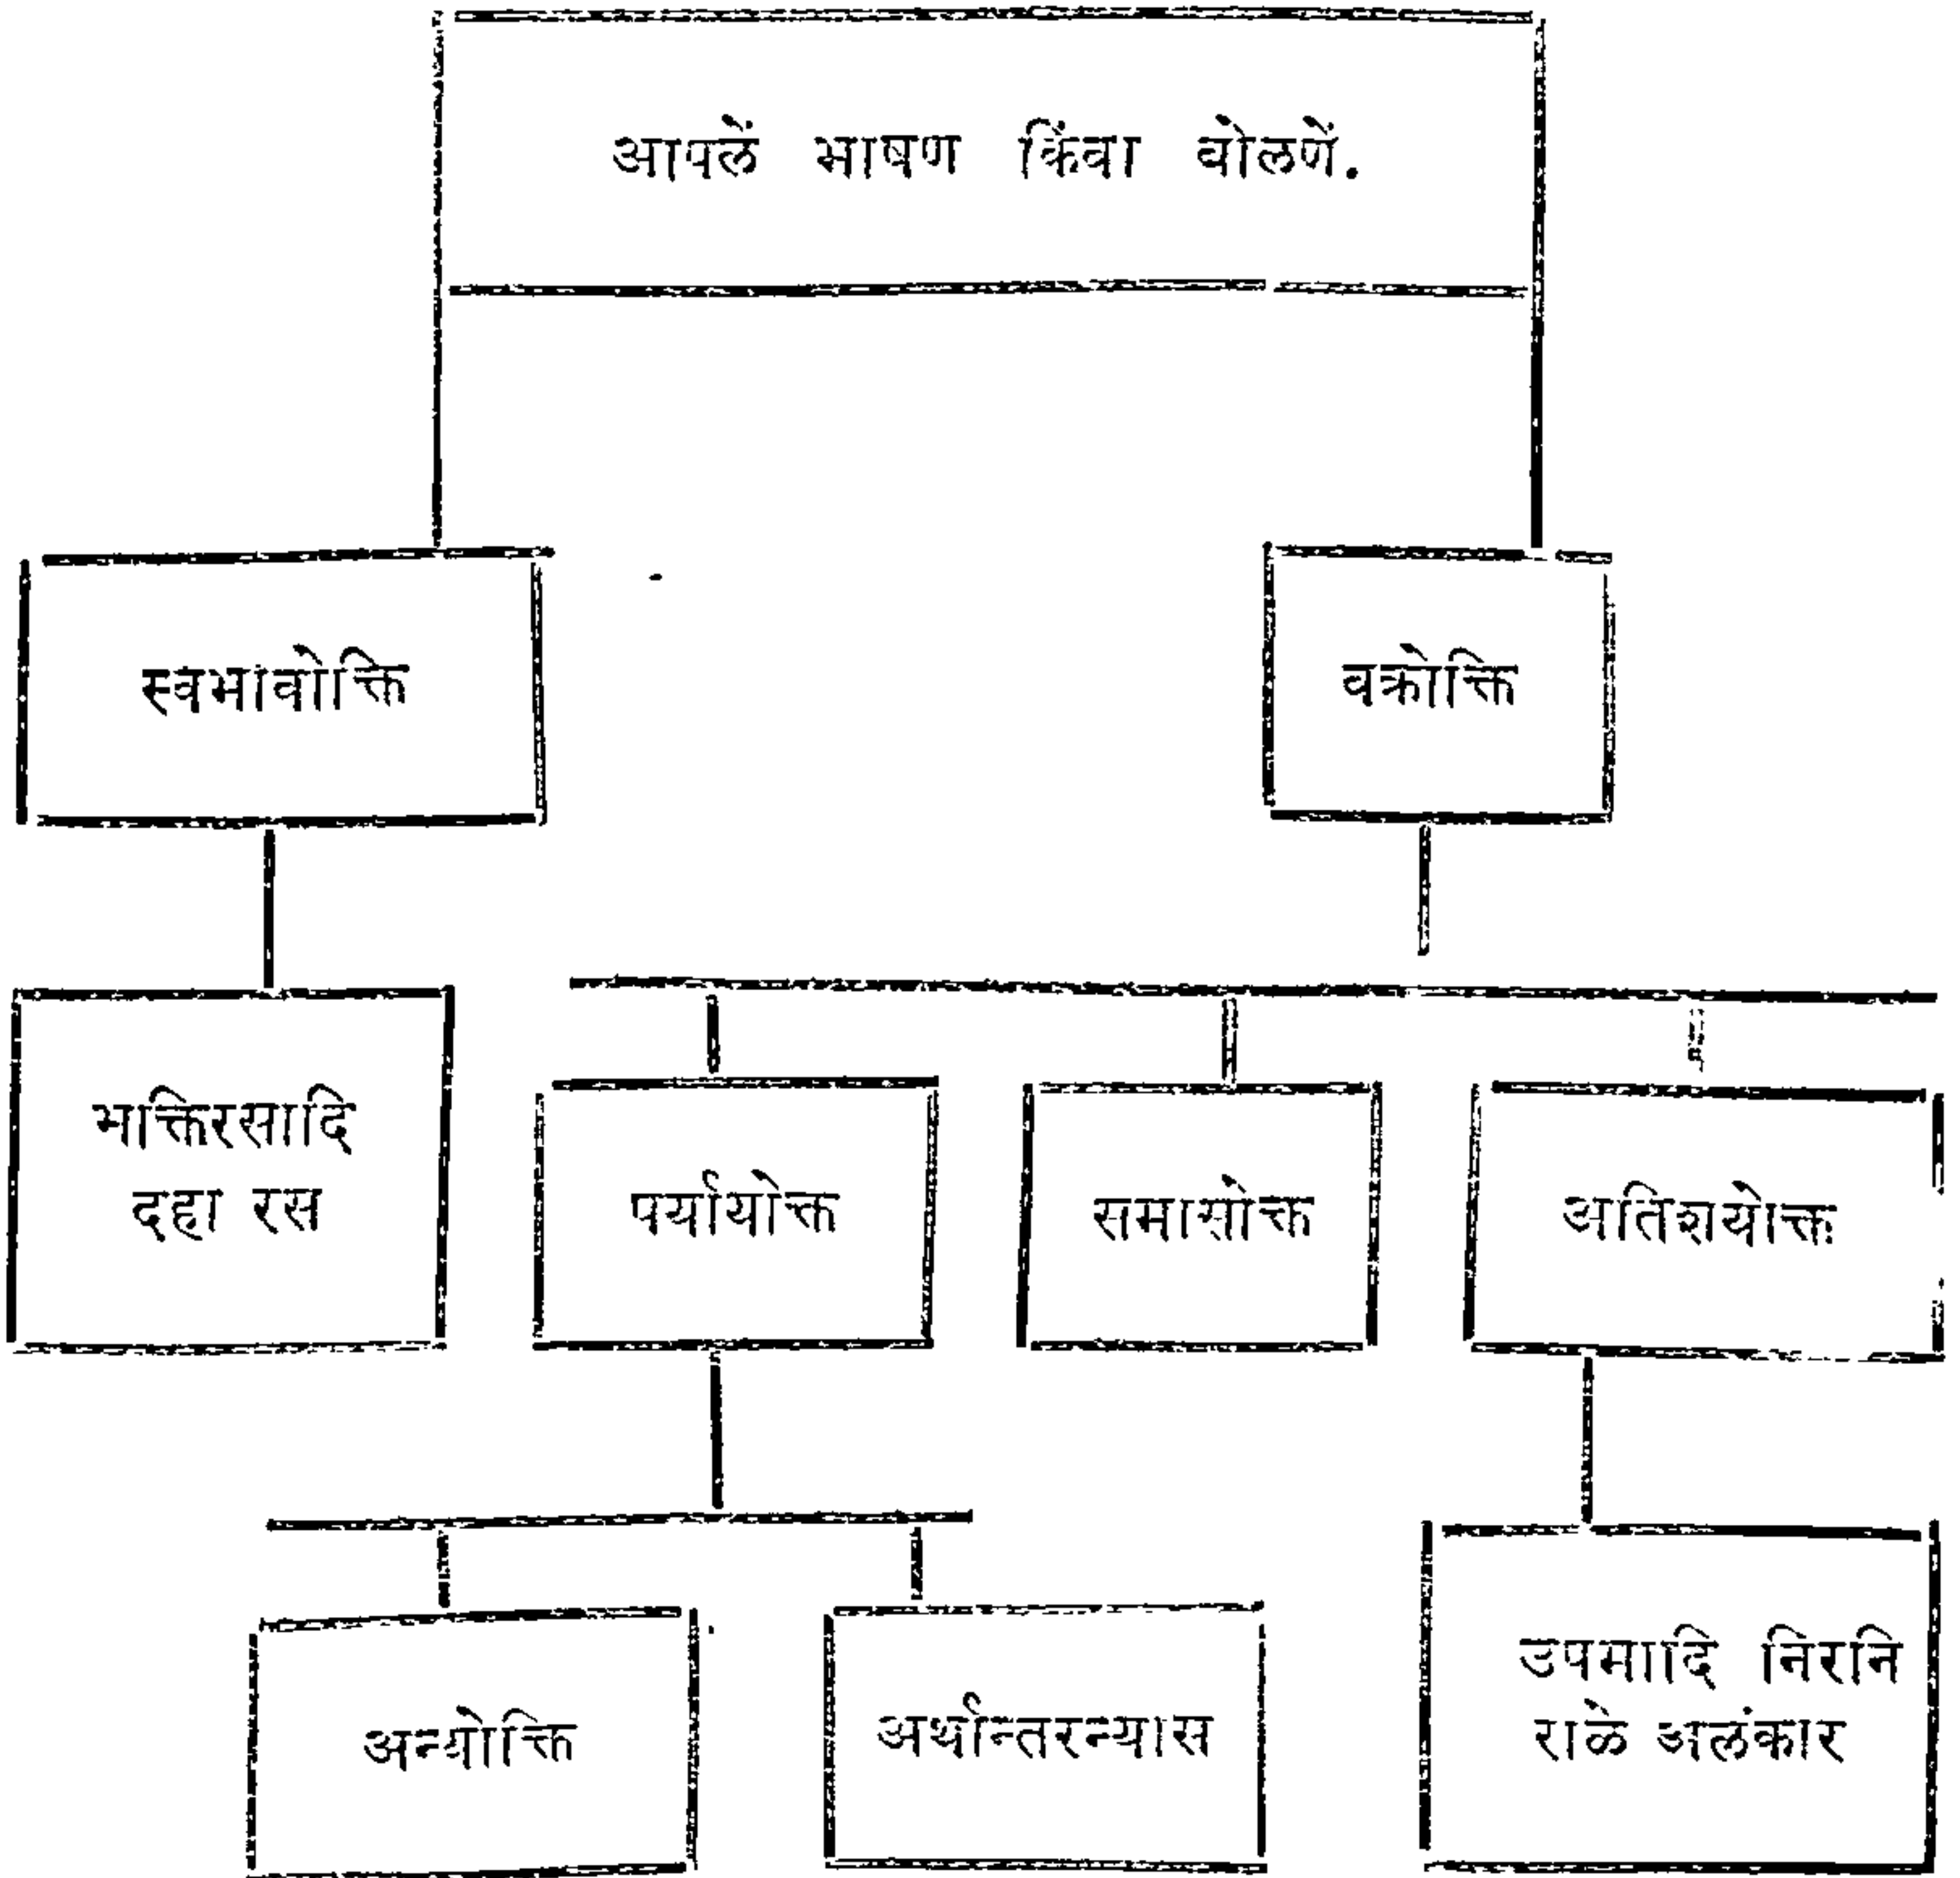 आपलें भाषण किंवा बोलणें.
स्वभावोक्ति
वक्रोक्ति
भक्तिरसादि
दहा रस
पर्यायोक्त
समासोक्त
अतिशयोक्त
अन्योक्ति
अर्थान्तरन्यास
उपमादि निरनि
राळे अलंकार